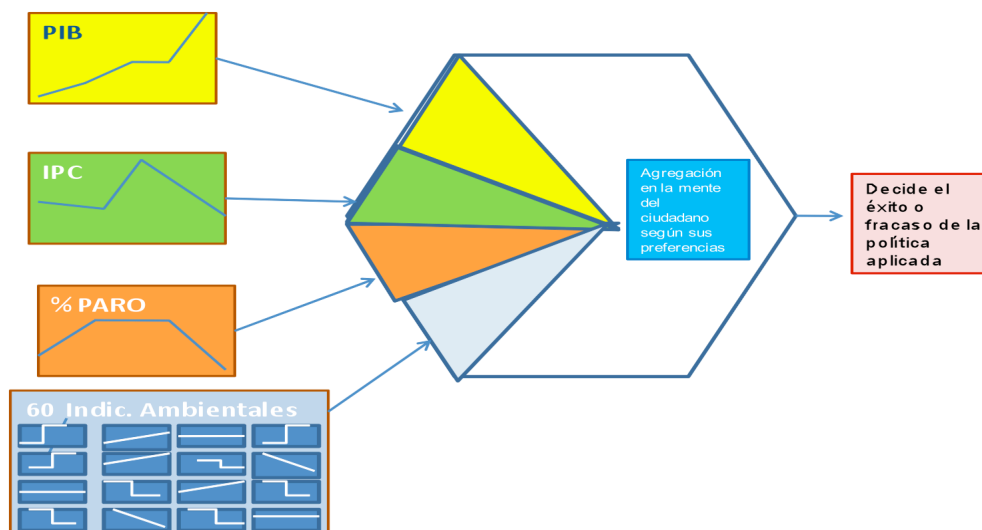 PIB
IPC
% PARO
60 Indic. Ambientales
Agregación
en la mente
del
ciudadano
según sus
preferencias
Decide el
éxito o
fracaso de la
política
aplicada